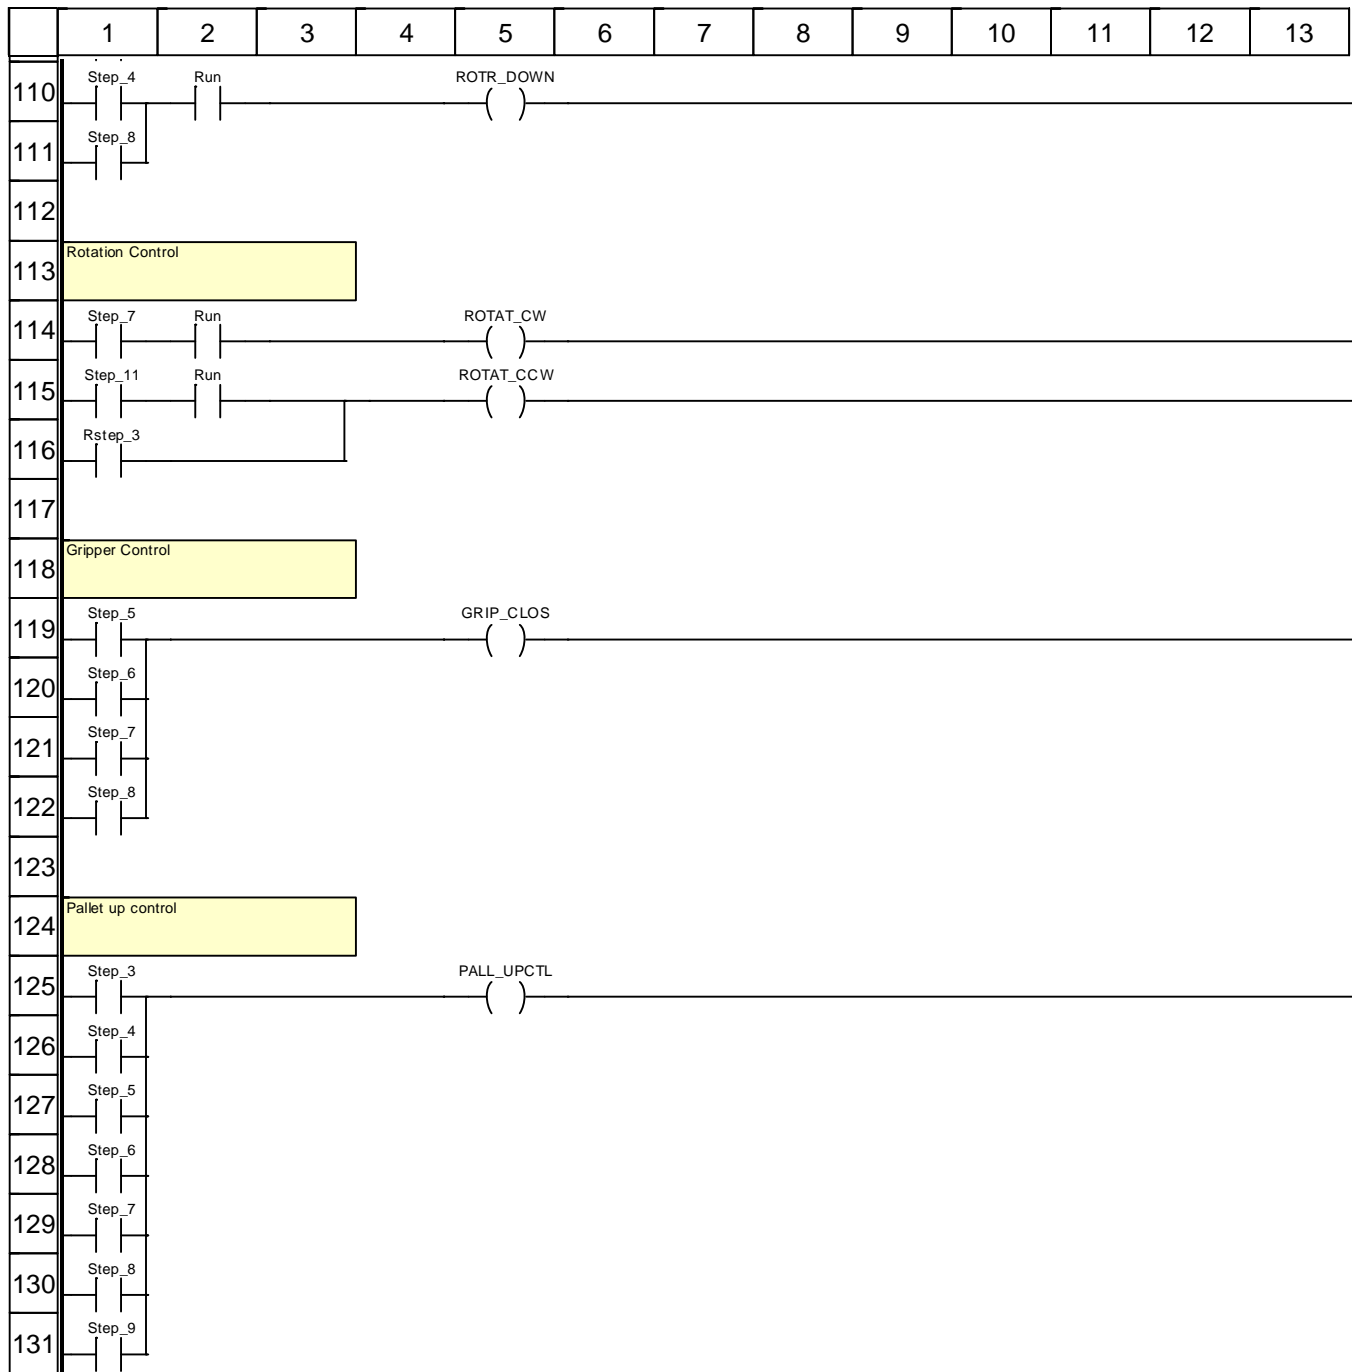 1 2 3 4 5 6 7 8 9 10 11 12 13
110 Step_4 Run ROTR_DOWN
111 Step_8
112
113 Rotation Control
114 Step_7 Run ROTAT_CW
115 Step_11 Run ROTAT_CCW
116 Rstep_3
117
118 Gripper Control
119 Step_5 GRIP_CLOS
120 Step_6
121 Step_7
122 Step_8
123
124 Pallet up control
125 Step_3 PALL_UPCTL
126 Step_4
127 Step_5
128 Step_6
129 Step_7
130 Step_8
131 Step_9